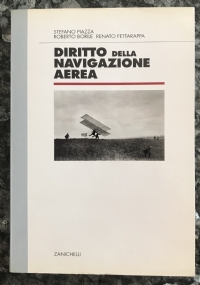 STEFANO PIAZZA
ROBERTO BORSE RENATO FETTARAPPA
DIRITTO DELLA
NAVIGAZIONE
AEREA
ZANICHELLI